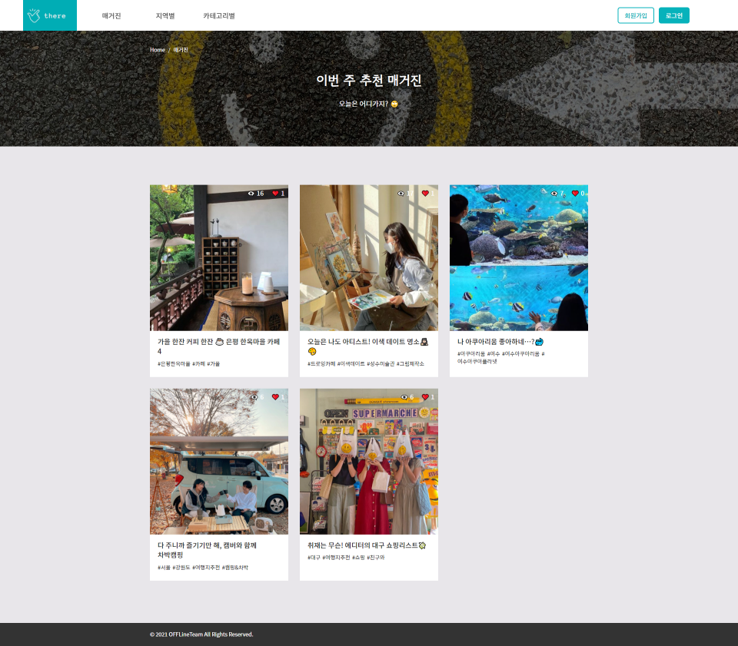 there
매거진 지역별 카테고리별
회원가입 로그인
Home / 매거진
이번 주 추천 매거진
오늘은 어디가지? 🙄
16 1
7 0
가을 한잔 커피 한잔 ☕ 은평 한옥마을 카페
4
#은평한옥마을 #카페 #가을
오늘은 나도 아티스트! 이색 데이트 명소
#드로잉카페 #이색데이트 #성수미술관 #그림제작소
나 아쿠아리움 좋아하네…?
#아쿠아리움 #여수 #여수아쿠아리움 #
여수아쿠아플라넷
1
6 1
SUPERMARCHE
다 주니까 즐기기만 해, 캠버와 함께
차박캠핑
#서울 #강원도 #여행지추천 #캠핑&차박
취재는 무슨! 에디터의 대구 쇼핑리스트
#대구 #여행지추천 #쇼핑 #친구와
© 2021 OFFLineTeam All Rights Reserved.